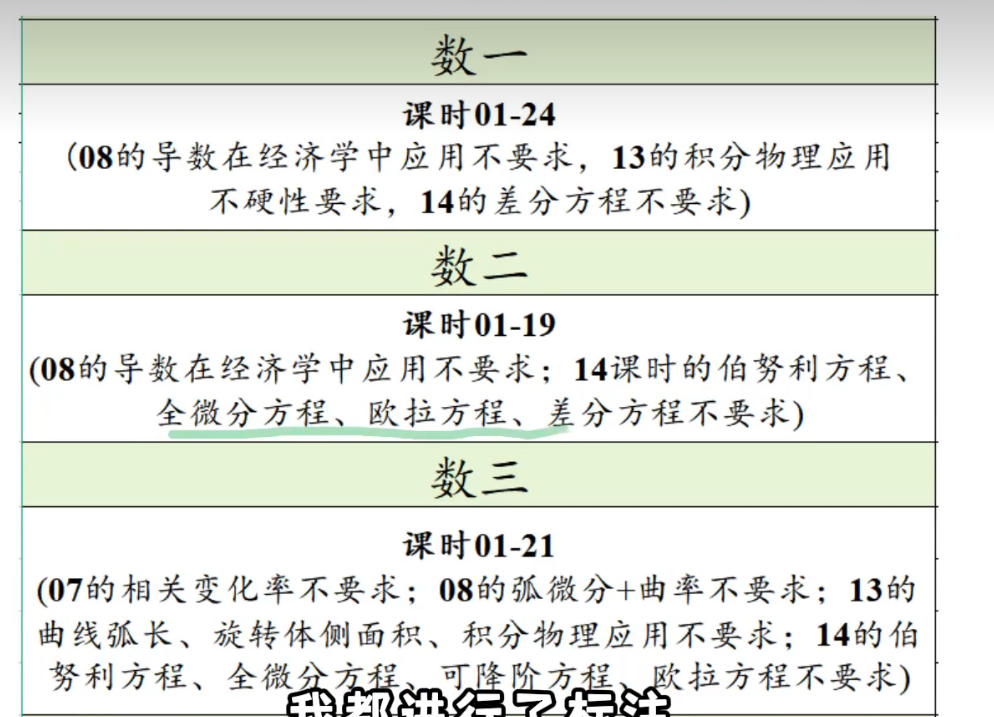 数一
课时01-24
(08的导数在经济学中应用不要求，13的积分物理应用
不硬性要求，14的差分方程不要求)
数二
课时01-19
(08的导数在经济学中应用不要求；14课时的伯努利方程、
全微分方程、欧拉方程、差分方程不要求)
数三
课时01-21
(07的相关变化率不要求；08的弧微分+曲率不要求；13的
曲线弧长、旋转体侧面积、积分物理应用不要求；14的伯
努利方程、全微分方程、可降阶方程、欧拉方程不要求)
我都进行了标注